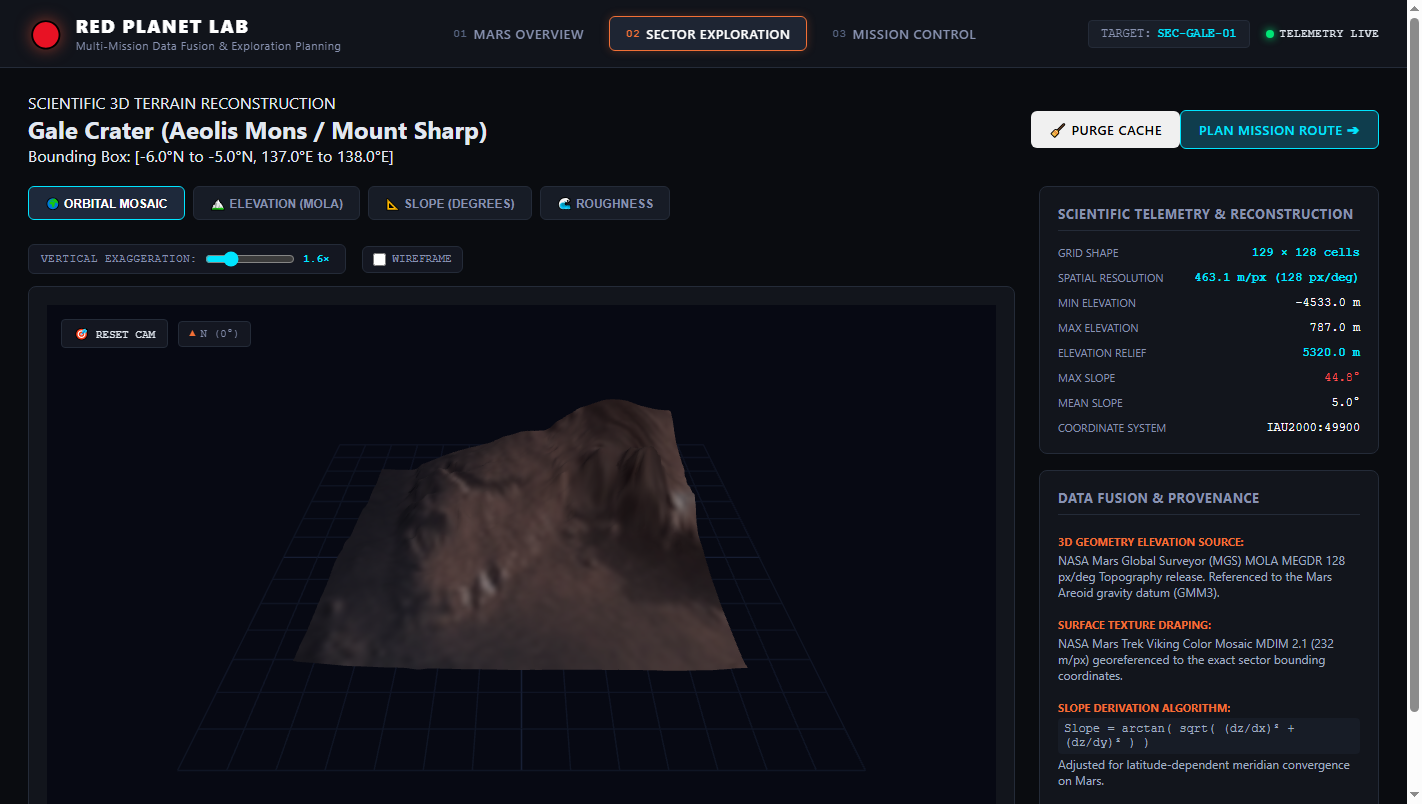 RED PLANET LAB
Multi-Mission Data Fusion & Exploration Planning
01 MARS OVERVIEW
02 SECTOR EXPLORATION
03 MISSION CONTROL
TARGET: SEC-GALE-01
TELEMETRY LIVE
SCIENTIFIC 3D TERRAIN RECONSTRUCTION
Gale Crater (Aeolis Mons / Mount Sharp)
Bounding Box: [-6.0°N to -5.0°N, 137.0°E to 138.0°E]
PURGE CACHE
PLAN MISSION ROUTE ➔
ORBITAL MOSAIC
ELEVATION (MOLA)
SLOPE (DEGREES)
ROUGHNESS
VERTICAL EXAGGERATION: 1.6×
WIREFRAME
RESET CAM
▲ N (0°)
SCIENTIFIC TELEMETRY & RECONSTRUCTION
GRID SHAPE 129 × 128 cells
SPATIAL RESOLUTION 463.1 m/px (128 px/deg)
MIN ELEVATION -4533.0 m
MAX ELEVATION 787.0 m
ELEVATION RELIEF 5320.0 m
MAX SLOPE 44.8°
MEAN SLOPE 5.0°
COORDINATE SYSTEM IAU2000:49900
DATA FUSION & PROVENANCE
3D GEOMETRY ELEVATION SOURCE:
NASA Mars Global Surveyor (MGS) MOLA MEGDR 128
px/deg Topography release. Referenced to the Mars
Areoid gravity datum (GMM3).
SURFACE TEXTURE DRAPING:
NASA Mars Trek Viking Color Mosaic MDIM 2.1 (232
m/px) georeferenced to the exact sector bounding
coordinates.
SLOPE DERIVATION ALGORITHM:
Slope = arctan( sqrt( (dz/dx)² +
(dz/dy)² ) )
Adjusted for latitude-dependent meridian convergence
on Mars.